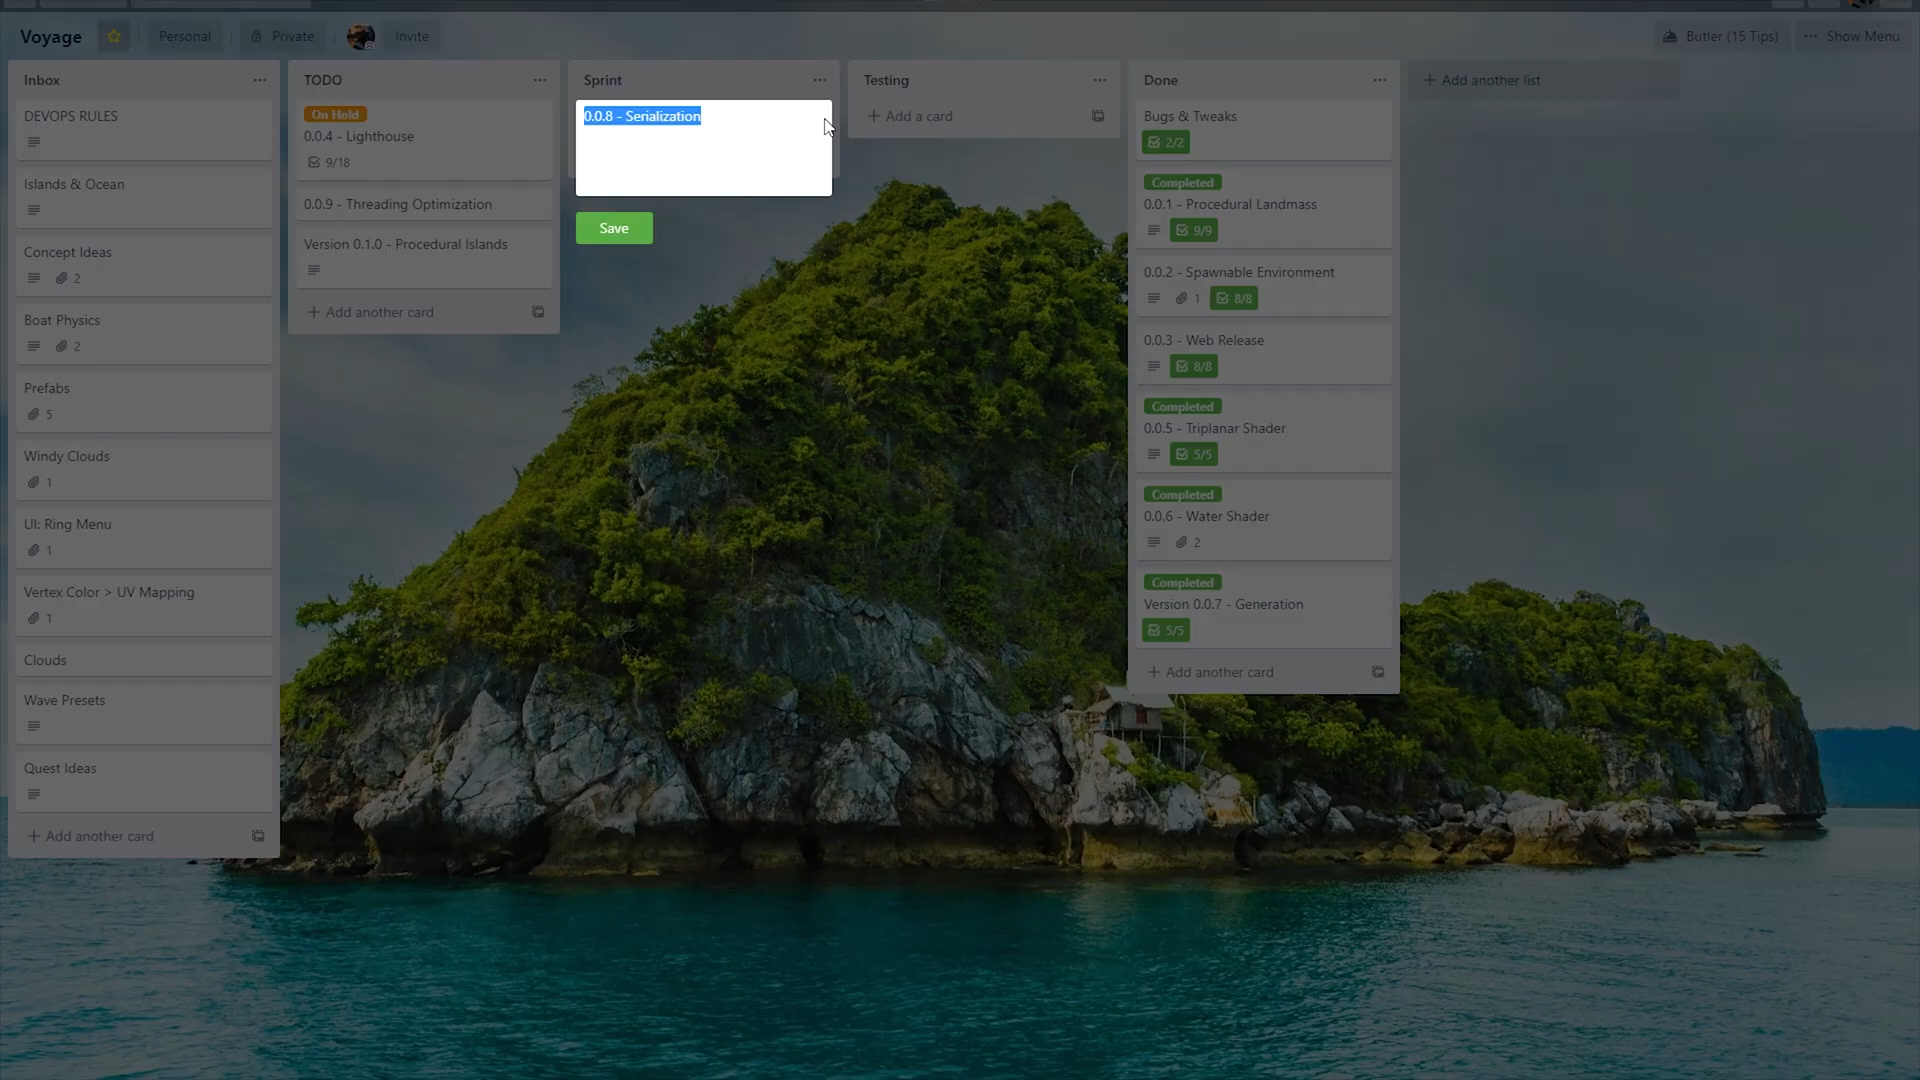 Voyage
Personal
Private
Invite
Butler (15 Tips)
Show Menu
Inbox
DEVOPS RULES
Islands & Ocean
Concept Ideas
2
Boat Physics
2
Prefabs
5
Windy Clouds
1
UI: Ring Menu
1
Vertex Color > UV Mapping
1
Clouds
Wave Presets
Quest Ideas
+ Add another card
TODO
On Hold
0.0.4 - Lighthouse
9/18
0.0.9 - Threading Optimization
Version 0.1.0 - Procedural Islands
+ Add another card
Sprint
0.0.8 - Serialization
Save
Testing
+ Add a card
Done
Bugs & Tweaks
2/2
Completed
0.0.1 - Procedural Landmass
9/9
0.0.2 - Spawnable Environment
1 8/8
0.0.3 - Web Release
8/8
Completed
0.0.5 - Triplanar Shader
5/5
Completed
0.0.6 - Water Shader
2
Completed
Version 0.0.7 - Generation
5/5
+ Add another card
+ Add another list